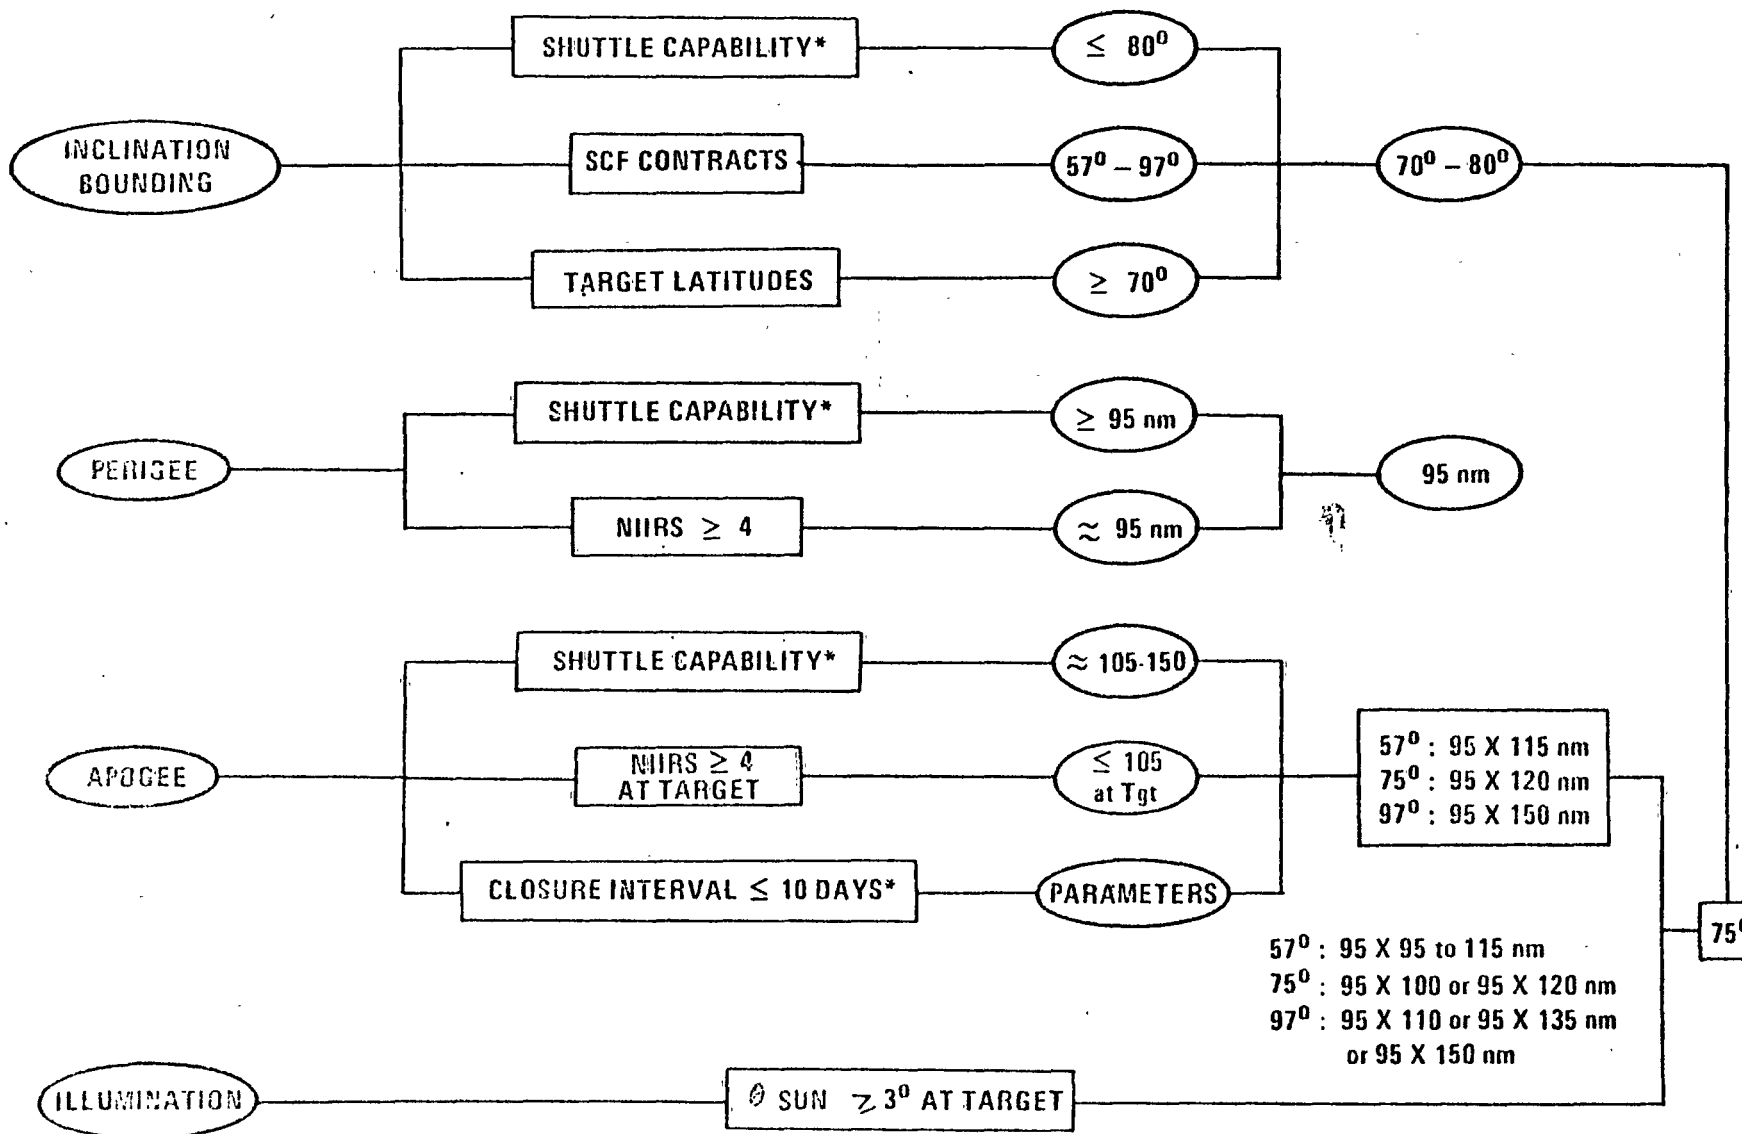 SHUTTLE CAPABILITY*
≤ 80⁰
INCLINATION
BOUNDING
SCF CONTRACTS
57⁰ – 97⁰
70⁰ – 80⁰
TARGET LATITUDES
≥ 70⁰
SHUTTLE CAPABILITY*
≥ 95 nm
PERIGEE
95 nm
NIIRS ≥ 4
≈ 95 nm
SHUTTLE CAPABILITY*
≈ 105-150
APOGEE
NIIRS ≥ 4
AT TARGET
≤ 105
at Tgt
57⁰ : 95 X 115 nm
75⁰ : 95 X 120 nm
97⁰ : 95 X 150 nm
CLOSURE INTERVAL ≤ 10 DAYS*
PARAMETERS
75⁰
57⁰ : 95 X 95 to 115 nm
75⁰ : 95 X 100 or 95 X 120 nm
97⁰ : 95 X 110 or 95 X 135 nm
or 95 X 150 nm
ILLUMINATION
θ SUN ≥ 3⁰ AT TARGET